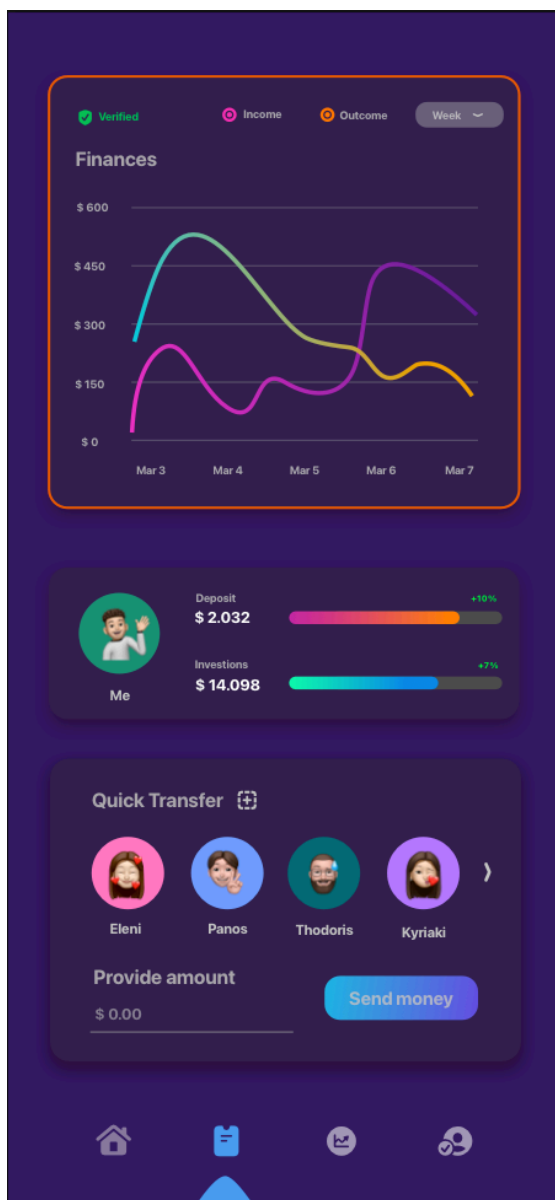 Verified Income Outcome Week
Finances
$ 600
$ 450
$ 300
$ 150
$ 0
Mar 3 Mar 4 Mar 5 Mar 6 Mar 7
Deposit +10%
$ 2.032
Investions +7%
$ 14.098
Me
Quick Transfer
Eleni Panos Thodoris Kyriaki
Provide amount
Send money
$ 0.00